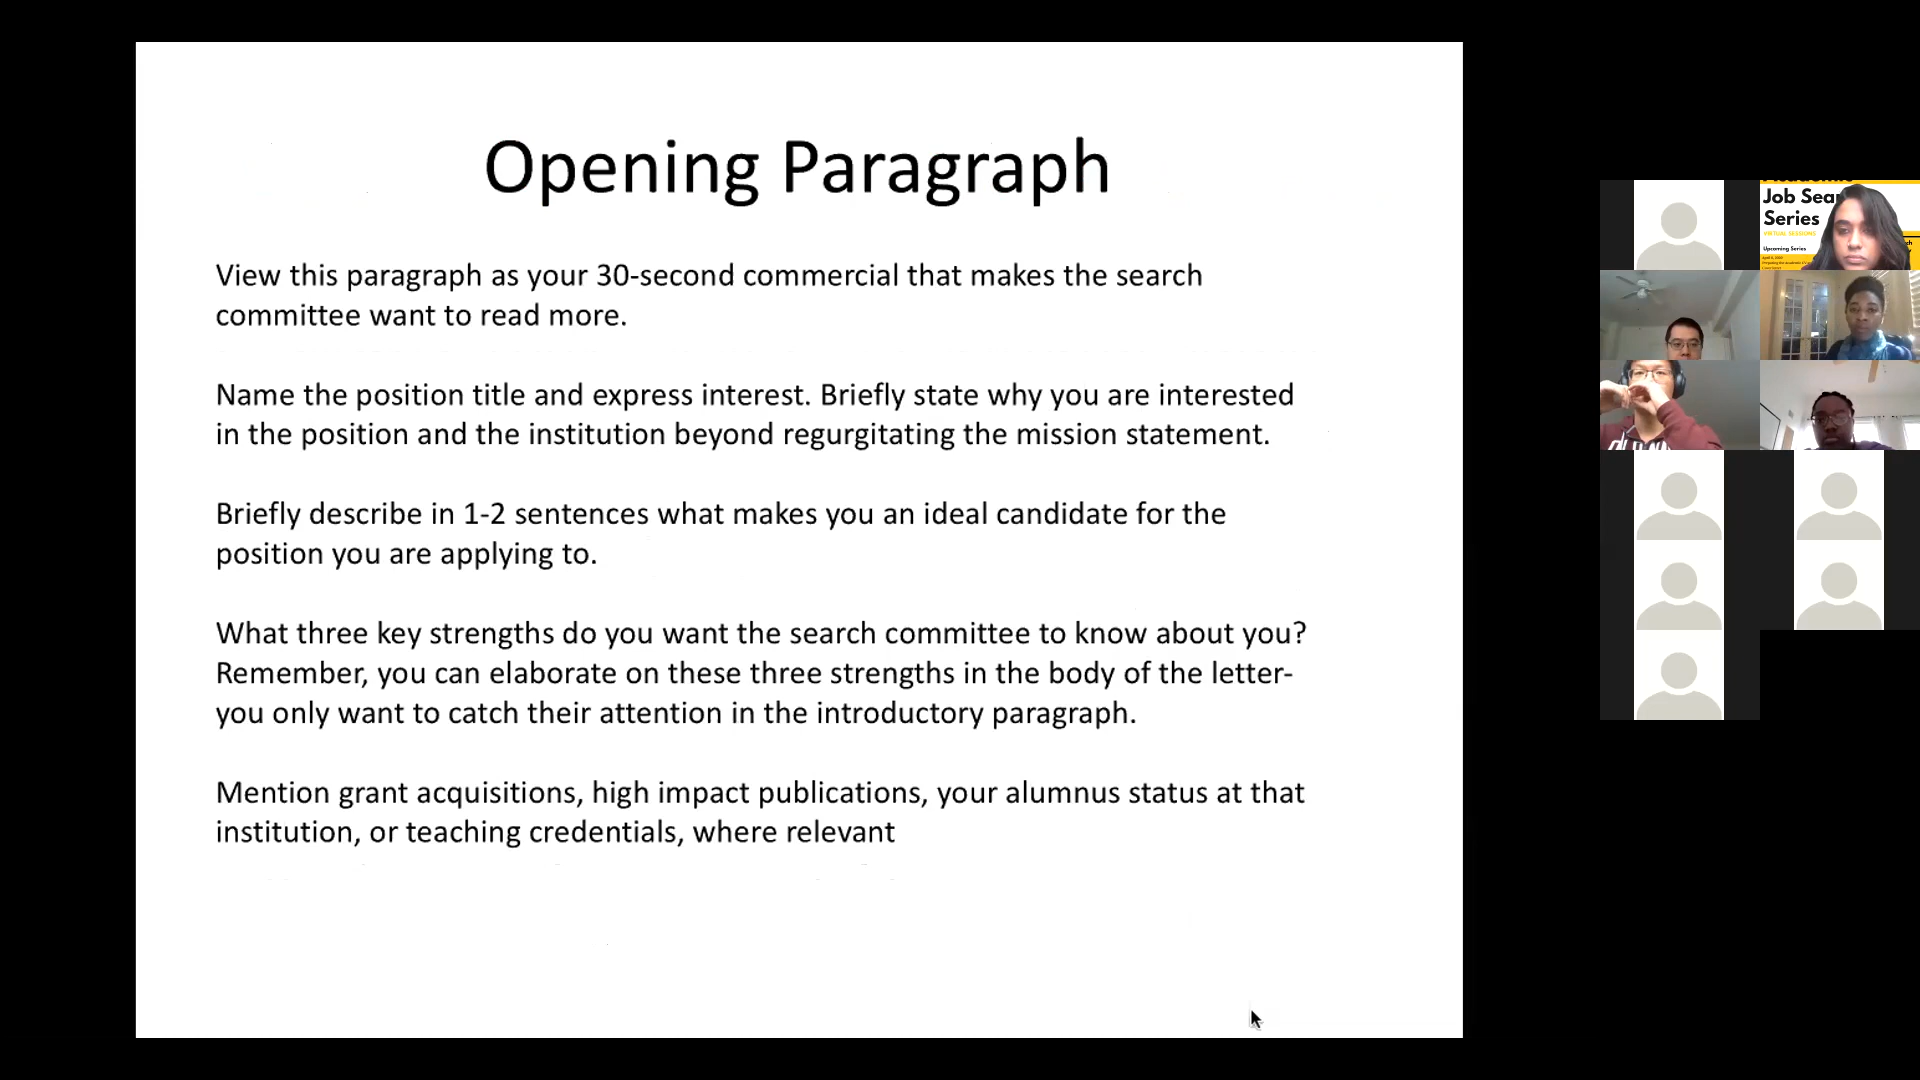 Opening Paragraph
View this paragraph as your 30-second commercial that makes the search
committee want to read more.
Name the position title and express interest. Briefly state why you are interested
in the position and the institution beyond regurgitating the mission statement.
Briefly describe in 1-2 sentences what makes you an ideal candidate for the
position you are applying to.
What three key strengths do you want the search committee to know about you?
Remember, you can elaborate on these three strengths in the body of the letter-
you only want to catch their attention in the introductory paragraph.
Mention grant acquisitions, high impact publications, your alumnus status at that
institution, or teaching credentials, where relevant
Job Sea
Series
VIRTUAL SESSIONS
Upcoming Series